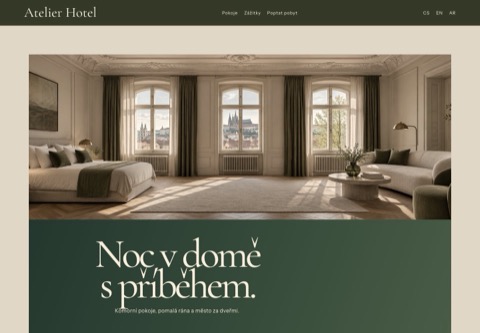 Atelier Hotel
Pokoje Zážitky Poptat pobyt
CS EN AR
Noc v domě
s příběhem.
Komorní pokoje, pomalá rána a město za dveřmi.